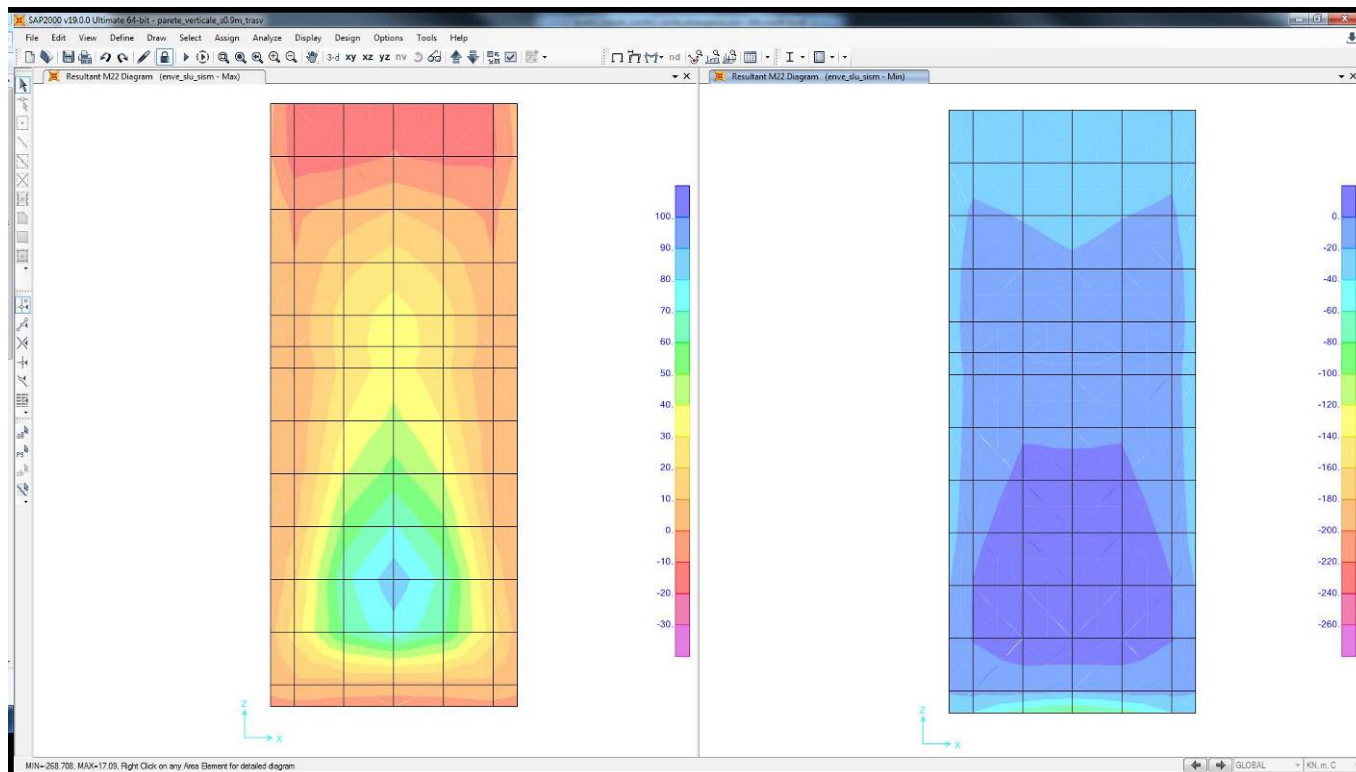 SAP2000 v19.0.0 Ultimate 64-bit - parete_verticale_s0.9m_trasv
File Edit View Define Draw Select Assign Analyze Display Design Options Tools Help
3-d xy xz yz nv nd
Resultant M22 Diagram (enve_slu_sism - Max)
Resultant M22 Diagram (enve_slu_sism - Min)
100.
90.
80.
70.
60.
50.
40.
30.
20.
10.
0.
-10.
-20.
-30.
0.
-20.
-40.
-60.
-80.
-100.
-120.
-140.
-160.
-180.
-200.
-220.
-240.
-260.
Z
X
Z
X
MIN=-268.708, MAX=17.09, Right Click on any Area Element for detailed diagram
GLOBAL
KN, m, C